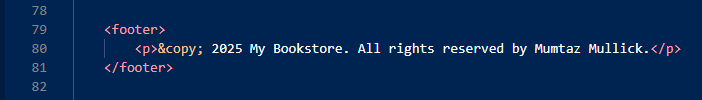 78
79 <footer>
80 <p>&copy; 2025 My Bookstore. All rights reserved by Mumtaz Mullick.</p>
81 </footer>
82